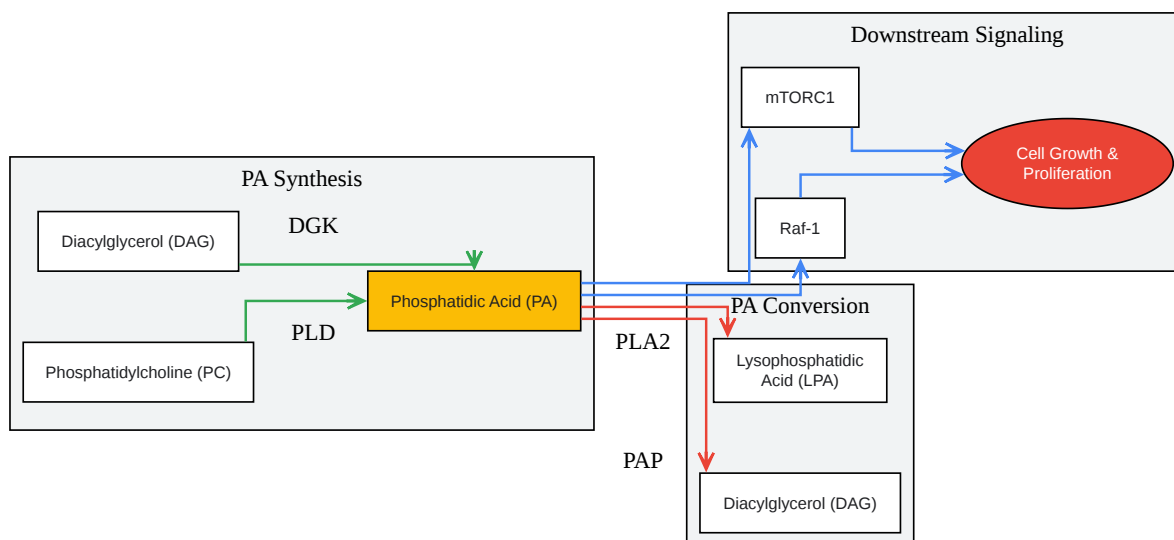 Downstream Signaling
mTORC1
Cell Growth &
Proliferation
Raf-1
PA Synthesis
Diacylglycerol (DAG)
DGK
Phosphatidic Acid (PA)
PLD
Phosphatidylcholine (PC)
PA Conversion
PLA2
Lysophosphatidic
Acid (LPA)
PAP
Diacylglycerol (DAG)